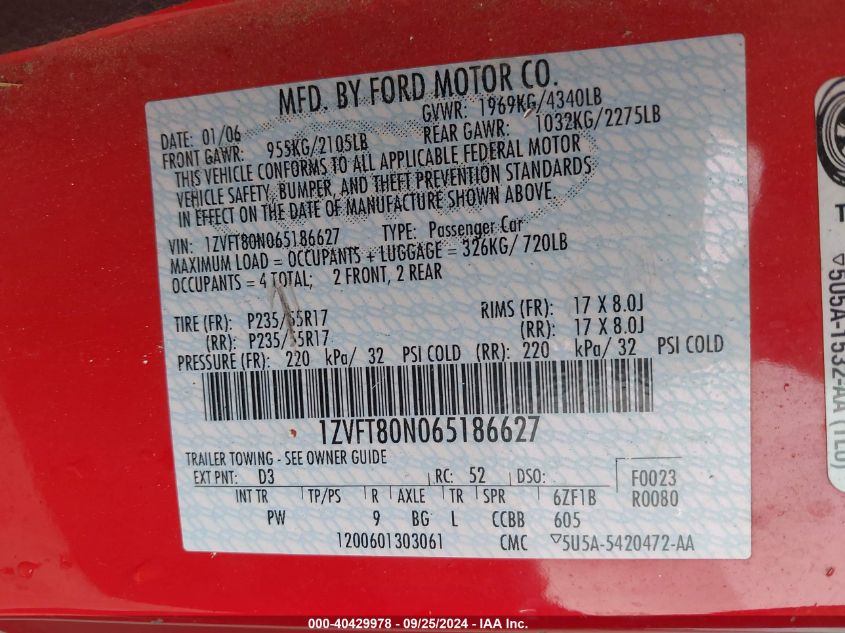 MFD. BY FORD MOTOR CO.
DATE: 01/06 GVWR: 1969KG/4340LB
FRONT GAWR: 955KG/2105LB REAR GAWR: 1032KG/2275LB
THIS VEHICLE CONFORMS TO ALL APPLICABLE FEDERAL MOTOR
VEHICLE SAFETY, BUMPER, AND THEFT PREVENTION STANDARDS
IN EFFECT ON THE DATE OF MANUFACTURE SHOWN ABOVE.
VIN: 1ZVFT80N065186627 TYPE: Passenger Car
MAXIMUM LOAD = OCCUPANTS + LUGGAGE = 326KG/ 720LB
OCCUPANTS = 4 TOTAL; 2 FRONT, 2 REAR
TIRE (FR): P235/55R17 RIMS (FR): 17 X 8.0J
(RR): P235/55R17 (RR): 17 X 8.0J
PRESSURE (FR): 220 kPa/ 32 PSI COLD (RR): 220 kPa/ 32 PSI COLD
1ZVFT80N065186627
TRAILER TOWING - SEE OWNER GUIDE
EXT PNT: D3 RC: 52 DSO: F0023
INT TR TP/PS R AXLE TR SPR 6ZF1B R0080
PW 9 BG L CCBB 605
1200601303061 CMC ▽5U5A-5420472-AA
▽5U5A-1532-AA (TLO)
000-40429978 - 09/25/2024 - IAA Inc.